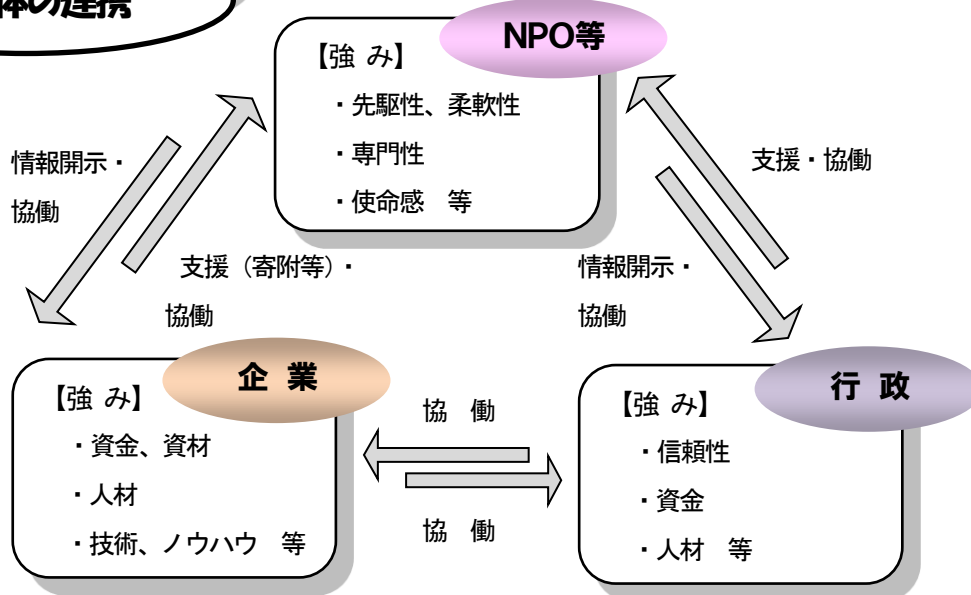 体の連携
NPO等
【強 み】
・先駆性、柔軟性
・専門性
・使命感 等
情報開示・
協働
支援（寄附等）・
協働
支援・協働
情報開示・
協働
企 業
【強 み】
・資金、資材
・人材
・技術、ノウハウ 等
協 働
協 働
行 政
【強 み】
・信頼性
・資金
・人材 等